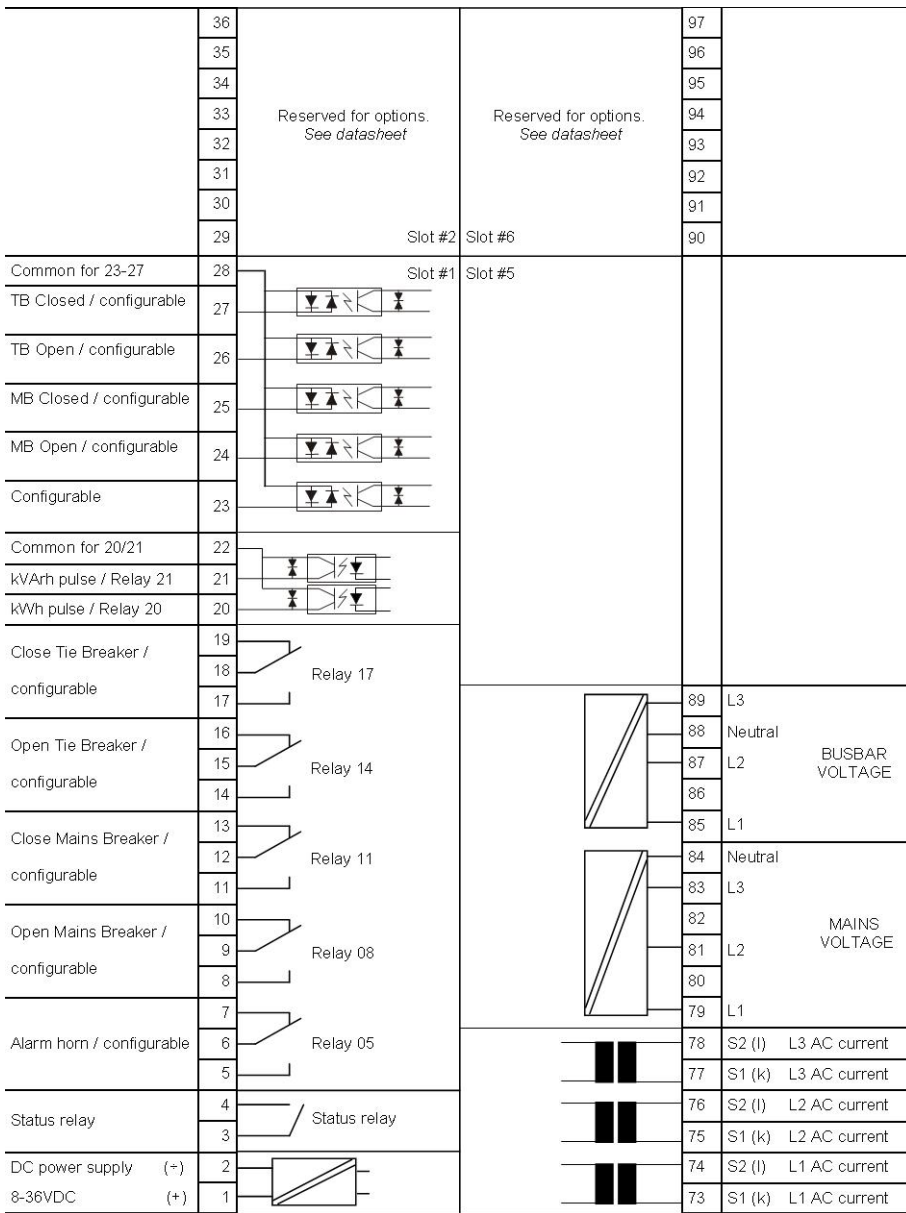 36 97
35 96
34 95
33 Reserved for options. Reserved for options. 94
32 See datasheet See datasheet 93
31 92
30 91
29 Slot #2 Slot #6 90
Common for 23-27 28 Slot #1 Slot #5
TB Closed / configurable 27
TB Open / configurable 26
MB Closed / configurable 25
MB Open / configurable 24
Configurable 23
Common for 20/21 22
kVArh pulse / Relay 21 21
kWh pulse / Relay 20 20
Close Tie Breaker / configurable
19
18
17
Relay 17
Open Tie Breaker / configurable
16
15
14
Relay 14
Close Mains Breaker / configurable
13
12
11
Relay 11
Open Mains Breaker / configurable
10
9
8
Relay 08
Alarm horn / configurable
7
6
5
Relay 05
Status relay
4
3
Status relay
DC power supply (÷) 2
8-36VDC (+) 1
89 L3
88 Neutral
87 L2
86
85 L1
BUSBAR
VOLTAGE
84 Neutral
83 L3
82
81 L2
80
79 L1
MAINS
VOLTAGE
78 S2 (l) L3 AC current
77 S1 (k) L3 AC current
76 S2 (l) L2 AC current
75 S1 (k) L2 AC current
74 S2 (l) L1 AC current
73 S1 (k) L1 AC current